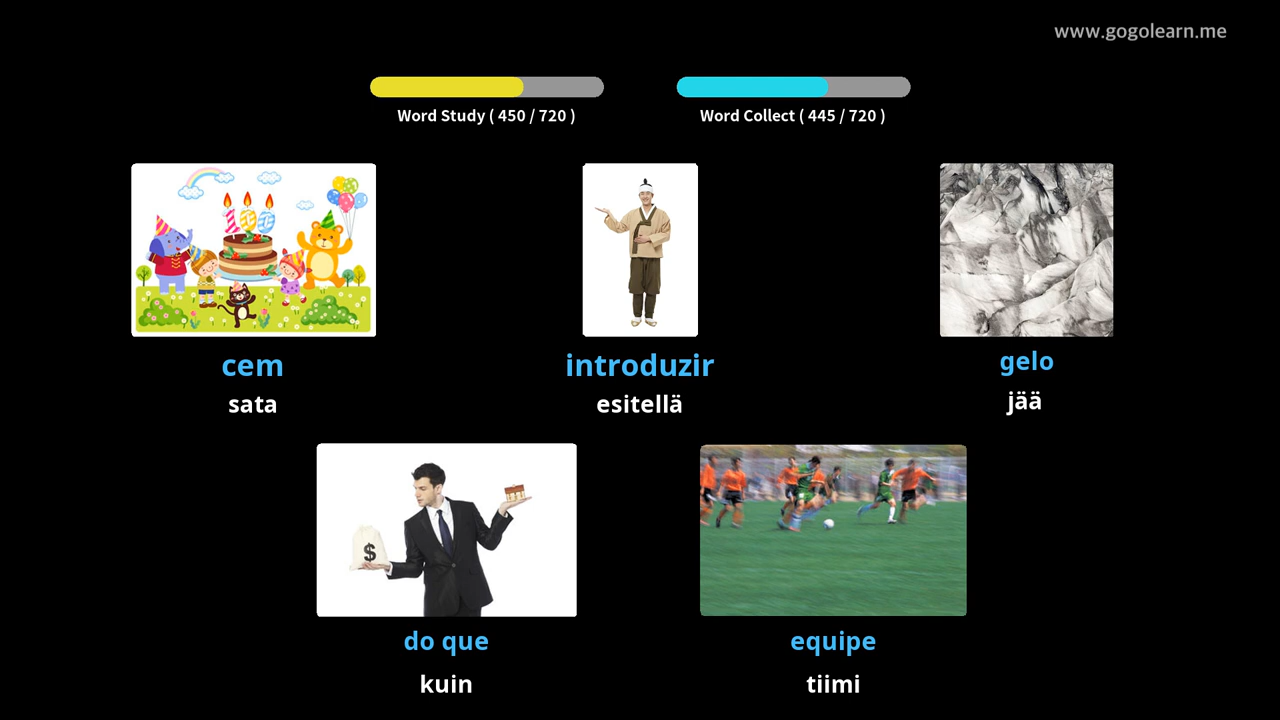 www.gogolearn.me
Word Study ( 450 / 720 )
Word Collect ( 445 / 720 )
100
cem
sata
introduzir
esitellä
gelo
jää
$
do que
kuin
equipe
tiimi